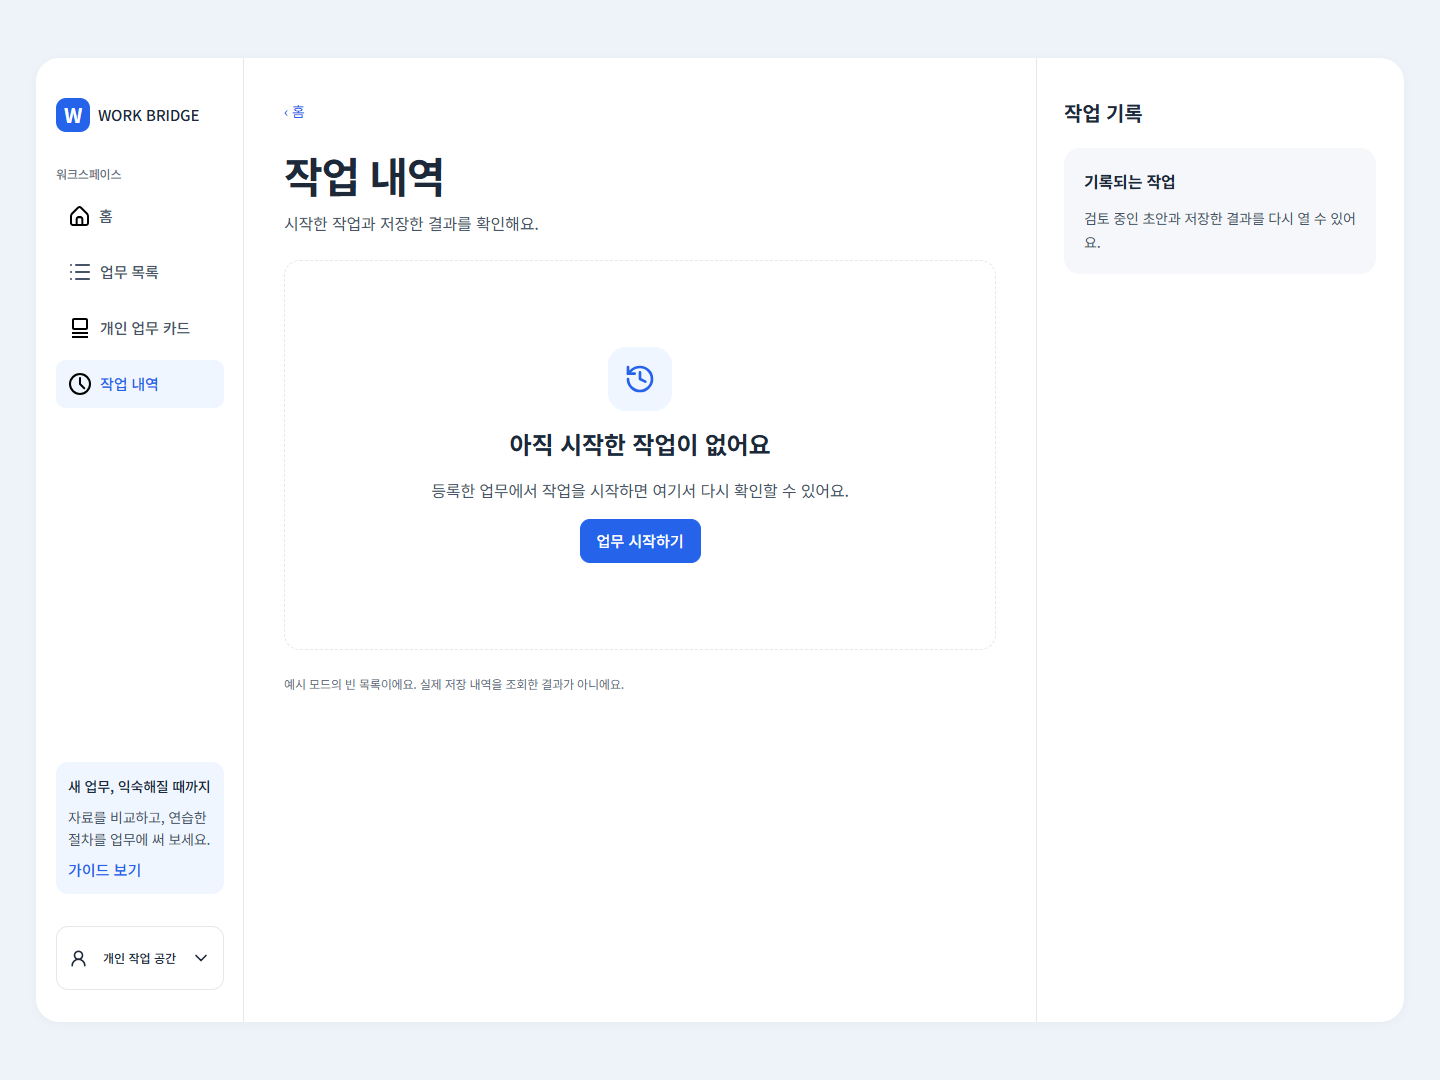 W WORK BRIDGE
워크스페이스
홈
업무 목록
개인 업무 카드
작업 내역
새 업무, 익숙해질 때까지
자료를 비교하고, 연습한
절차를 업무에 써 보세요.
가이드 보기
개인 작업 공간
‹ 홈
작업 내역
시작한 작업과 저장한 결과를 확인해요.
아직 시작한 작업이 없어요
등록한 업무에서 작업을 시작하면 여기서 다시 확인할 수 있어요.
업무 시작하기
예시 모드의 빈 목록이에요. 실제 저장 내역을 조회한 결과가 아니에요.
작업 기록
기록되는 작업
검토 중인 초안과 저장한 결과를 다시 열 수 있어
요.